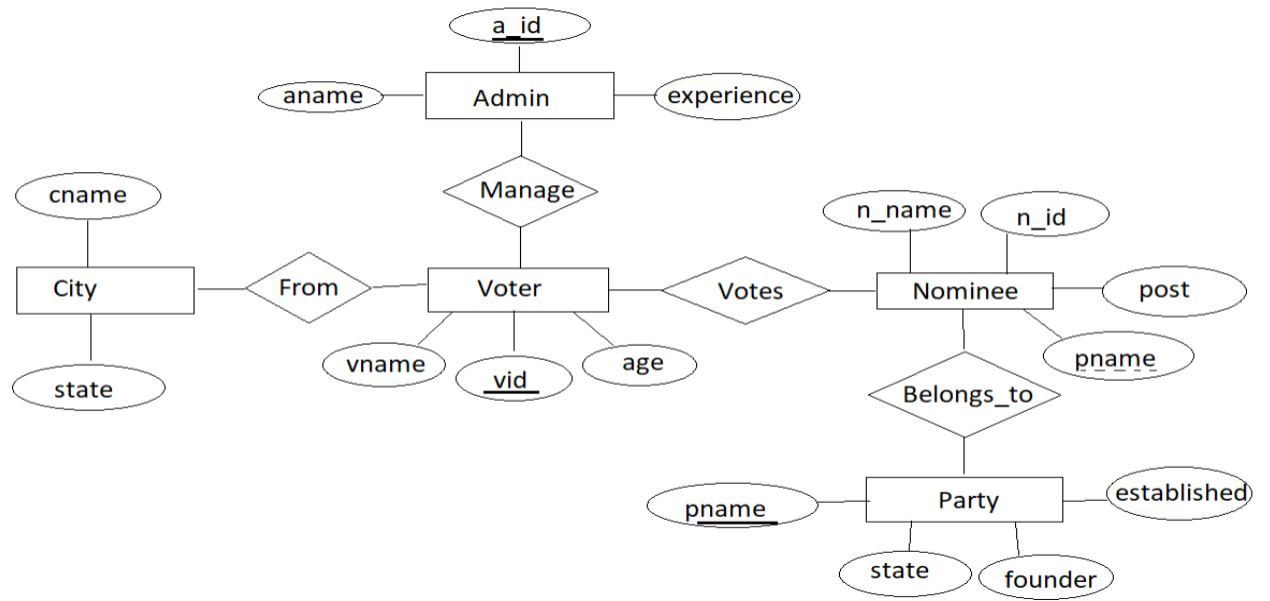 a_id
aname
Admin
experience
Manage
cname
n_name
n_id
City
From
Voter
Votes
Nominee
post
vname
vid
age
pname
state
Belongs_to
pname
Party
established
state
founder